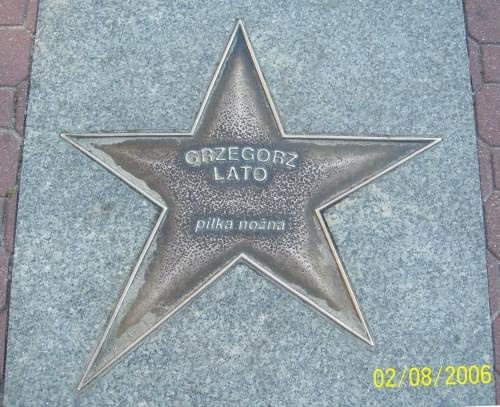 GRZEGORZ
LATO
piłka nożna
02/08/2006